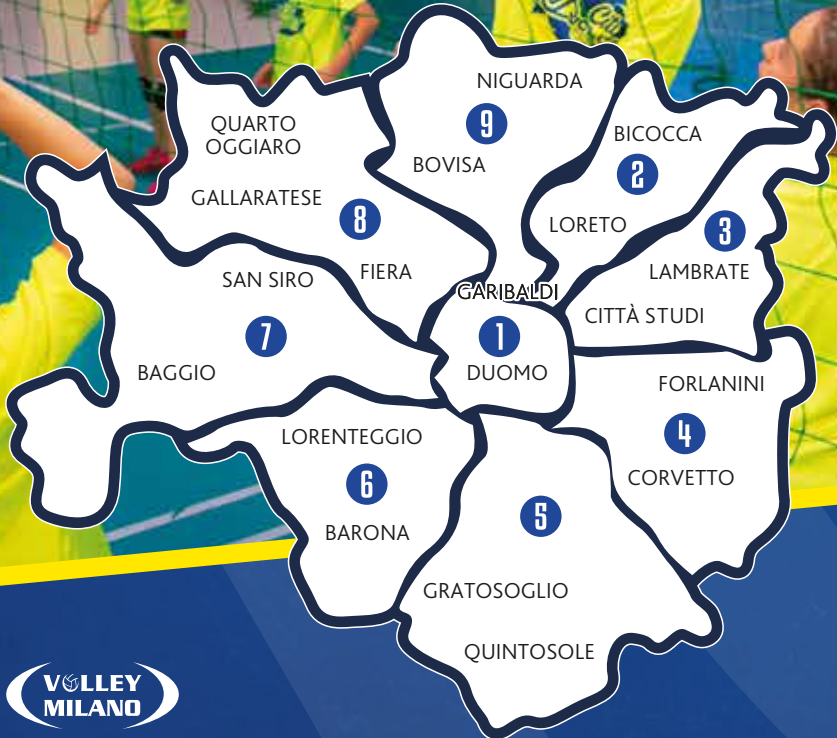 NIGUARDA
9
BOVISA
QUARTO
OGGIARO
GALLARATESE
8
FIERA
BICOCCA
2
LORETO
3
LAMBRATE
CITTÀ STUDI
SAN SIRO
7
BAGGIO
GARIBALDI
1
DUOMO
FORLANINI
4
CORVETTO
LORENTEGGIO
6
BARONA
5
GRATOSOGLIO
QUINTOSOLE
VOLLEY
MILANO